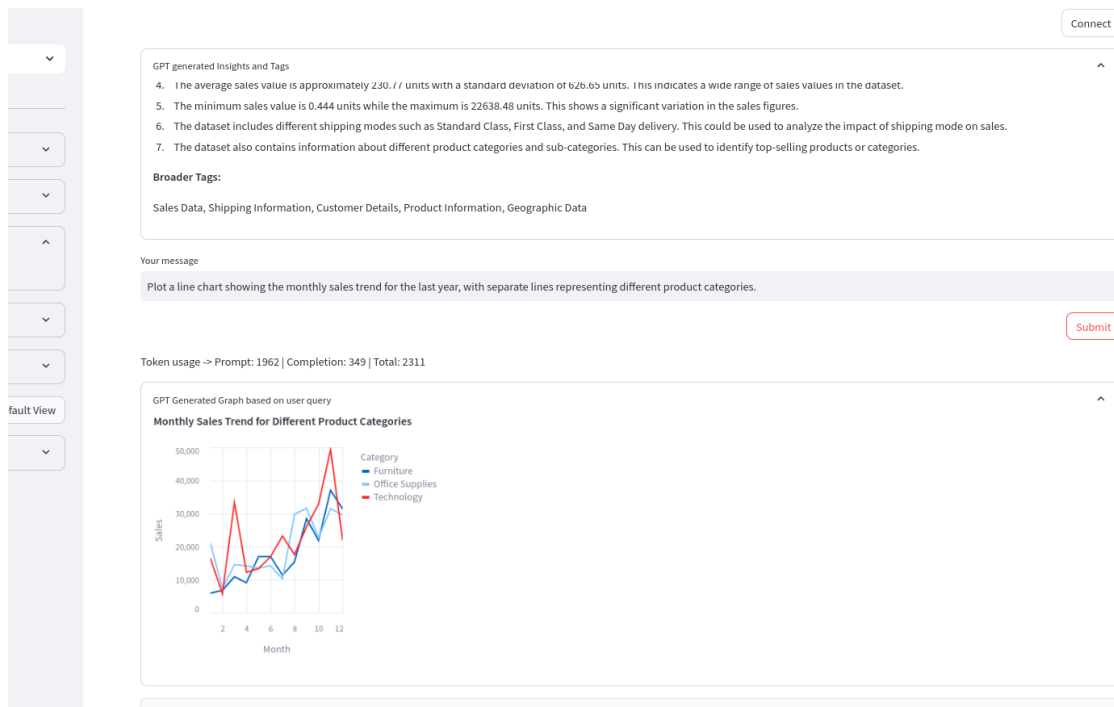 Connect
GPT generated Insights and Tags
4. The average sales value is approximately 230.77 units with a standard deviation of 626.65 units. This indicates a wide range of sales values in the dataset.
5. The minimum sales value is 0.444 units while the maximum is 22638.48 units. This shows a significant variation in the sales figures.
6. The dataset includes different shipping modes such as Standard Class, First Class, and Same Day delivery. This could be used to analyze the impact of shipping mode on sales.
7. The dataset also contains information about different product categories and sub-categories. This can be used to identify top-selling products or categories.
Broader Tags:
Sales Data, Shipping Information, Customer Details, Product Information, Geographic Data
Your message
Plot a line chart showing the monthly sales trend for the last year, with separate lines representing different product categories.
Submit
Token usage -> Prompt: 1962 | Completion: 349 | Total: 2311
fault View
GPT Generated Graph based on user query
Monthly Sales Trend for Different Product Categories
50,000
40,000
30,000
20,000
10,000
0
Sales
2 4 6 8 10 12
Month
Category
Furniture
Office Supplies
Technology